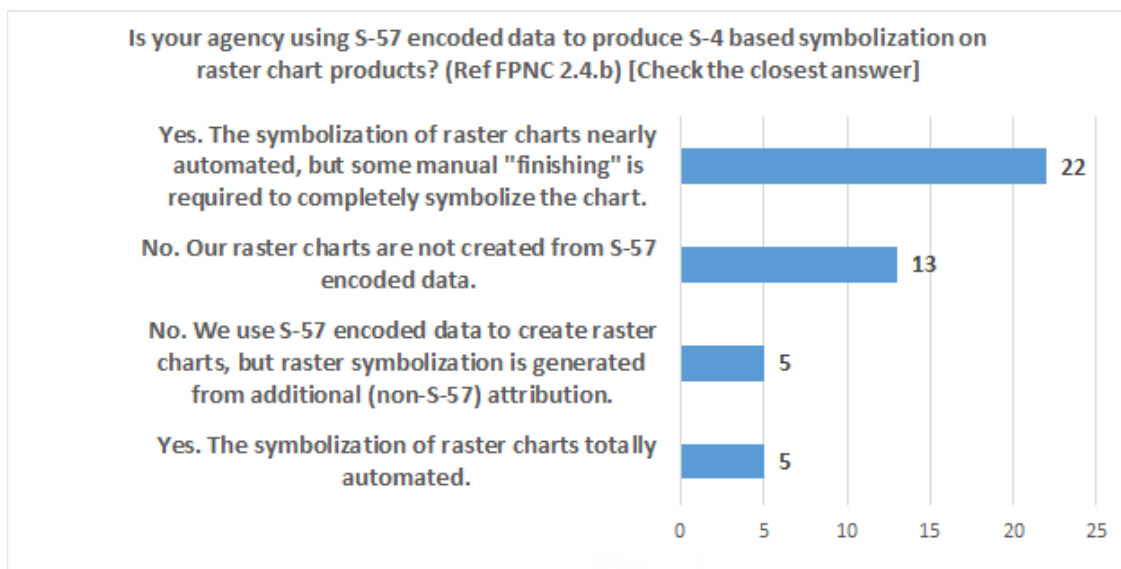 Is your agency using S-57 encoded data to produce S-4 based symbolization on
raster chart products? (Ref FPNC 2.4.b) [Check the closest answer]
Yes. The symbolization of raster charts nearly
automated, but some manual "finishing" is
required to completely symbolize the chart.
22
No. Our raster charts are not created from S-57
encoded data.
13
No. We use S-57 encoded data to create raster
charts, but raster symbolization is generated
from additional (non-S-57) attribution.
5
Yes. The symbolization of raster charts totally
automated.
5
0 5 10 15 20 25